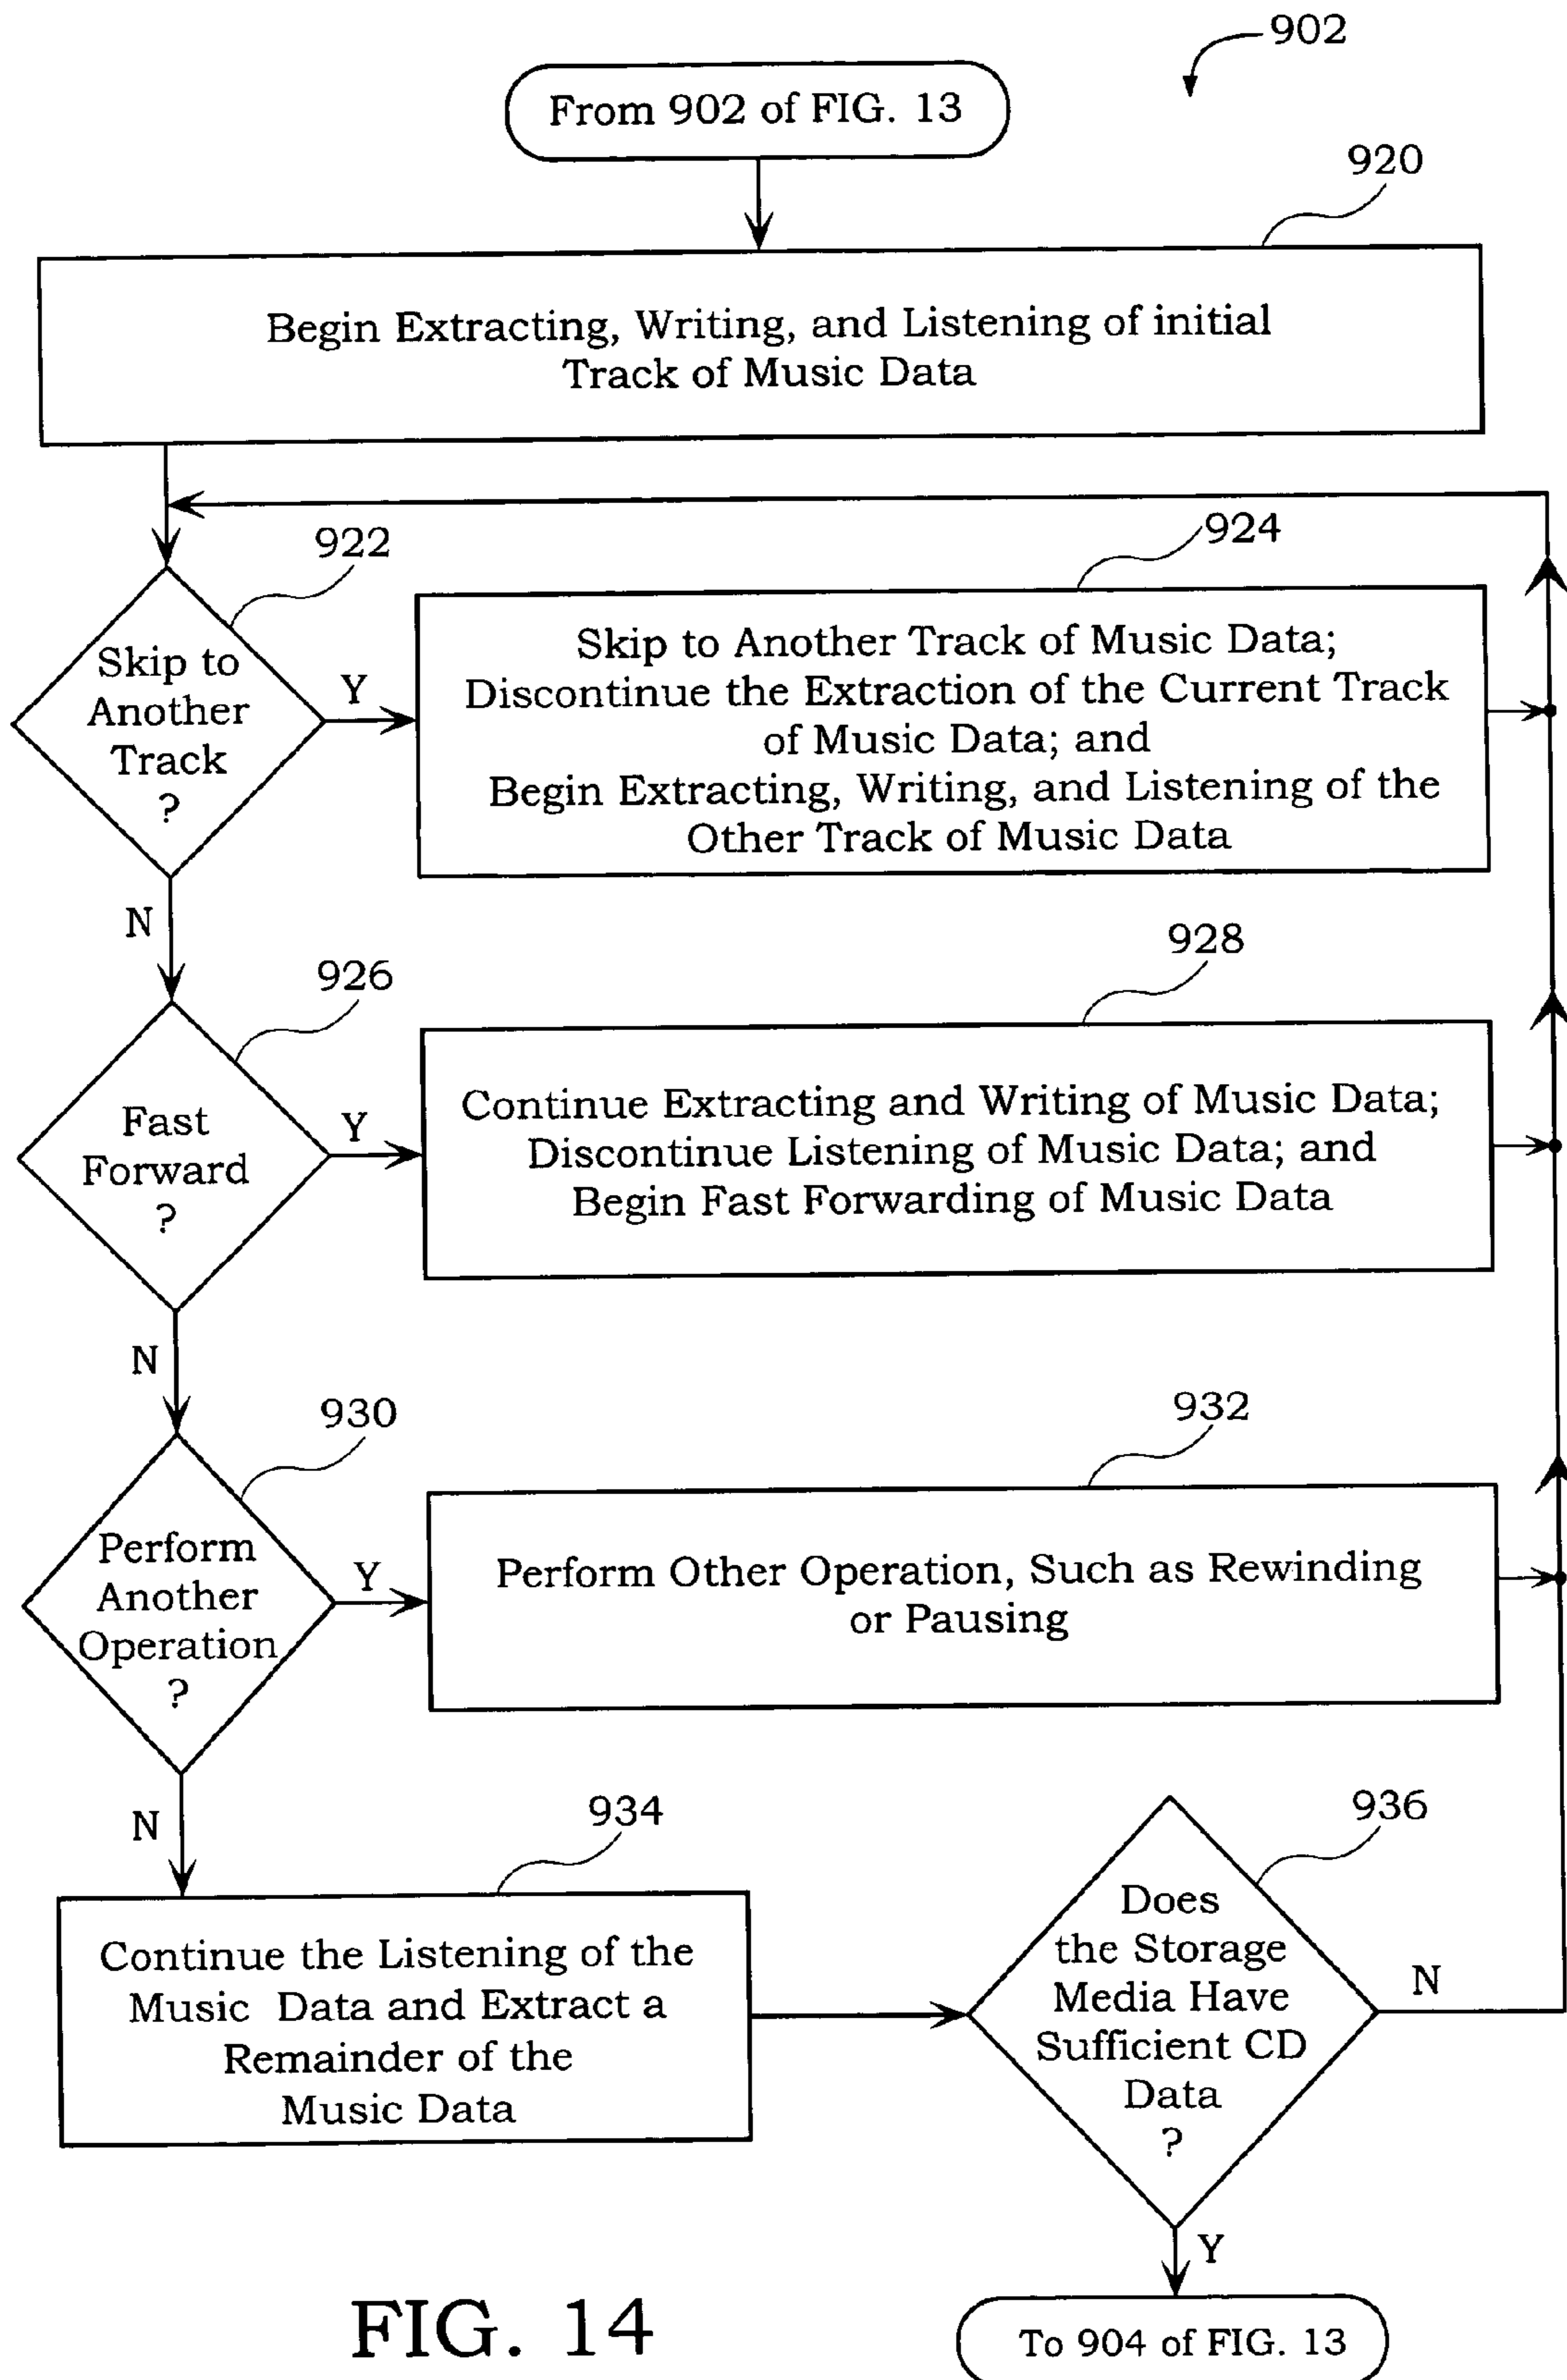 902
From 902 of FIG. 13
920
Begin Extracting, Writing, and Listening of initial
Track of Music Data
922
Skip to
Another
Track
?
Y
N
924
Skip to Another Track of Music Data;
Discontinue the Extraction of the Current Track
of Music Data; and
Begin Extracting, Writing, and Listening of the
Other Track of Music Data
926
Fast
Forward
?
Y
N
928
Continue Extracting and Writing of Music Data;
Discontinue Listening of Music Data; and
Begin Fast Forwarding of Music Data
930
Perform
Another
Operation
?
Y
N
932
Perform Other Operation, Such as Rewinding
or Pausing
934
Continue the Listening of the
Music Data and Extract a
Remainder of the
Music Data
936
Does
the Storage
Media Have
Sufficient CD
Data
?
N
Y
To 904 of FIG. 13
FIG. 14